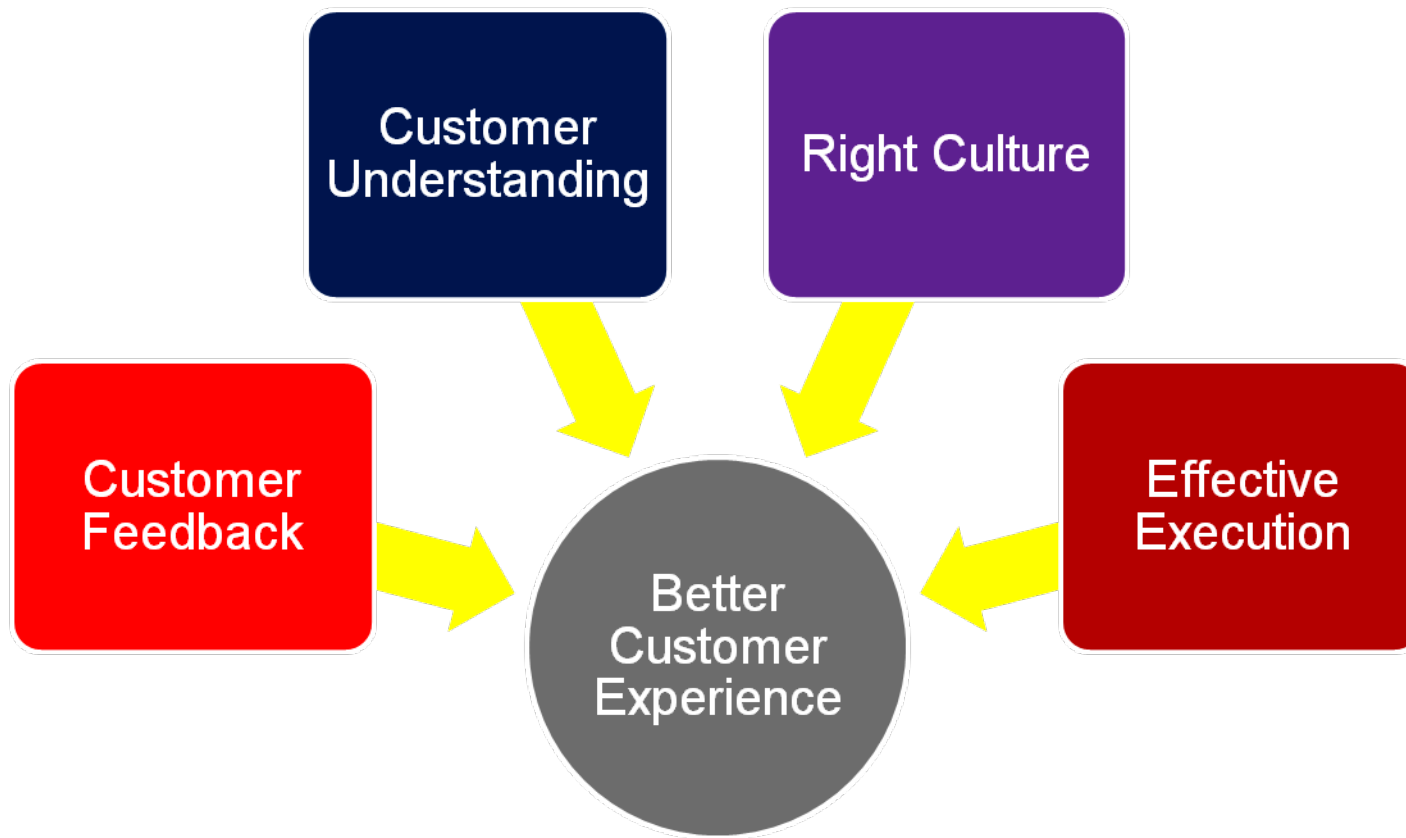 Customer
Understanding
Right Culture
Customer
Feedback
Effective
Execution
Better
Customer
Experience